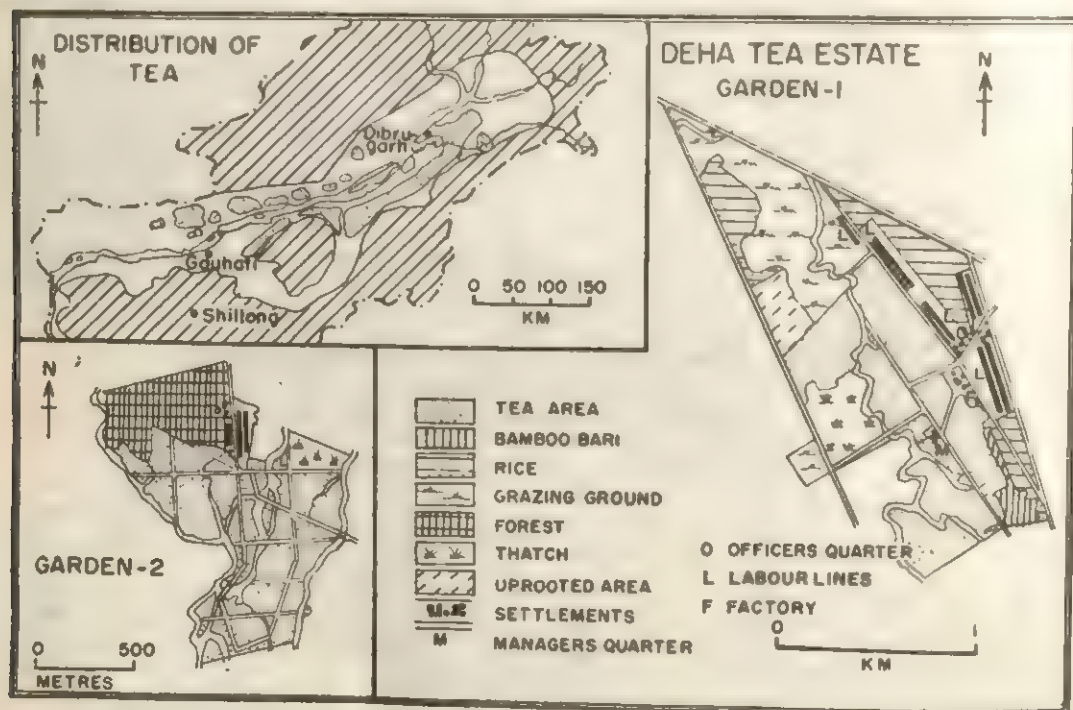 DISTRIBUTION OF
TEA
N
Dibru
garh
Gauhati
Shillong
0 50 100 150
KM
DEHA TEA ESTATE
GARDEN-1
N
L
L
O
L
M
O OFFICERS QUARTER
L LABOUR LINES
F FACTORY
0
KM
N
GARDEN-2
0 500
METRES
TEA AREA
BAMBOO BARI
RICE
GRAZING GROUND
FOREST
THATCH
UPROOTED AREA
SETTLEMENTS
M MANAGERS QUARTER